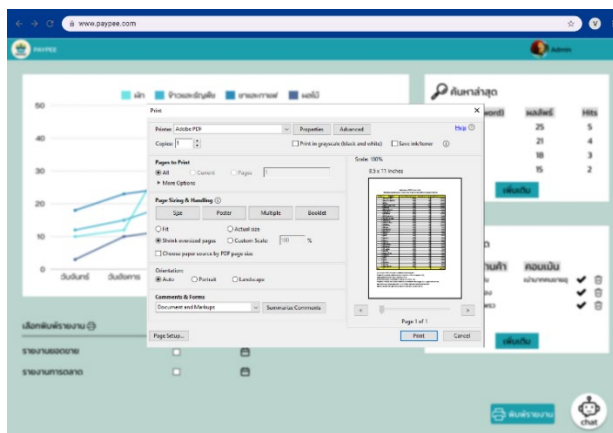 www.paypee.com
PAYPEE
Admin
ผัก ข้าวและธัญพืช ชาและกาแฟ ผลไม้
50
40
30
20
10
0
วันจันทร์ วันอังคาร
ค้นหาล่าสุด
word) ผลลัพธ์ Hits
25 5
21 4
18 3
15 2
เพิ่มเติม
Print
Printer: Adobe PDF Properties Advanced Help
Copies: 1 Print in grayscale (black and white) Save ink/toner
Pages to Print
All Current Pages 1
More Options
Page Sizing & Handling
Size Poster Multiple Booklet
Fit Actual size
Shrink oversized pages Custom Scale: 100 %
Choose paper source by PDF page size
Orientation:
Auto Portrait Landscape
Comments & Forms
Document and Markups Summarize Comments
Scale: 100%
8.5 x 11 Inches
Page 1 of 1
Page Setup... Print Cancel
คอมเม้น
เพิ่มเติม
เลือกพิมพ์รายงาน
รายงานยอดขาย
รายงานการตลาด
พิมพ์รายงาน
chat